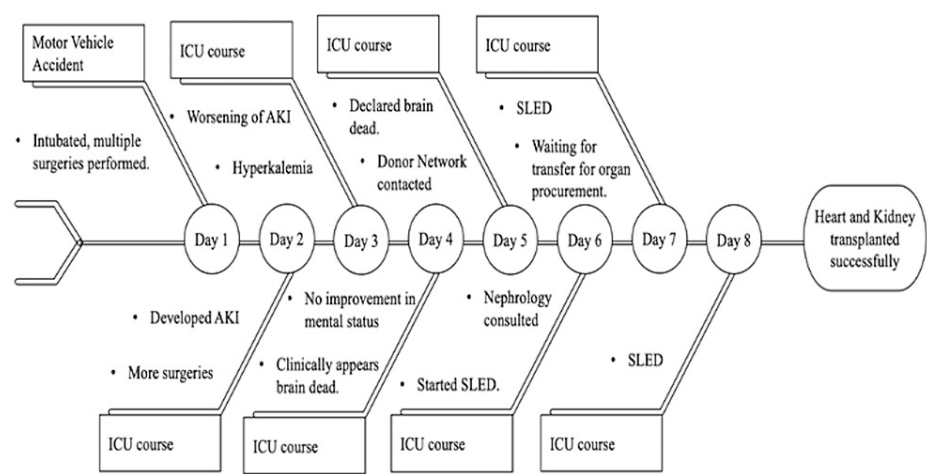 Motor Vehicle
Accident
• Intubated, multiple
surgeries performed.
ICU course
• Worsening of AKI
• Hyperkalemia
ICU course
• Declared brain
dead.
• Donor Network
contacted
ICU course
• SLED
• Waiting for
transfer for organ
procurement.
Day 1
Day 2
Day 3
Day 4
Day 5
Day 6
Day 7
Day 8
Heart and Kidney
transplanted
successfully
• Developed AKI
• More surgeries
ICU course
• No improvement in
mental status
• Clinically appears
brain dead.
ICU course
• Nephrology
consulted
• Started SLED.
ICU course
• SLED
ICU course